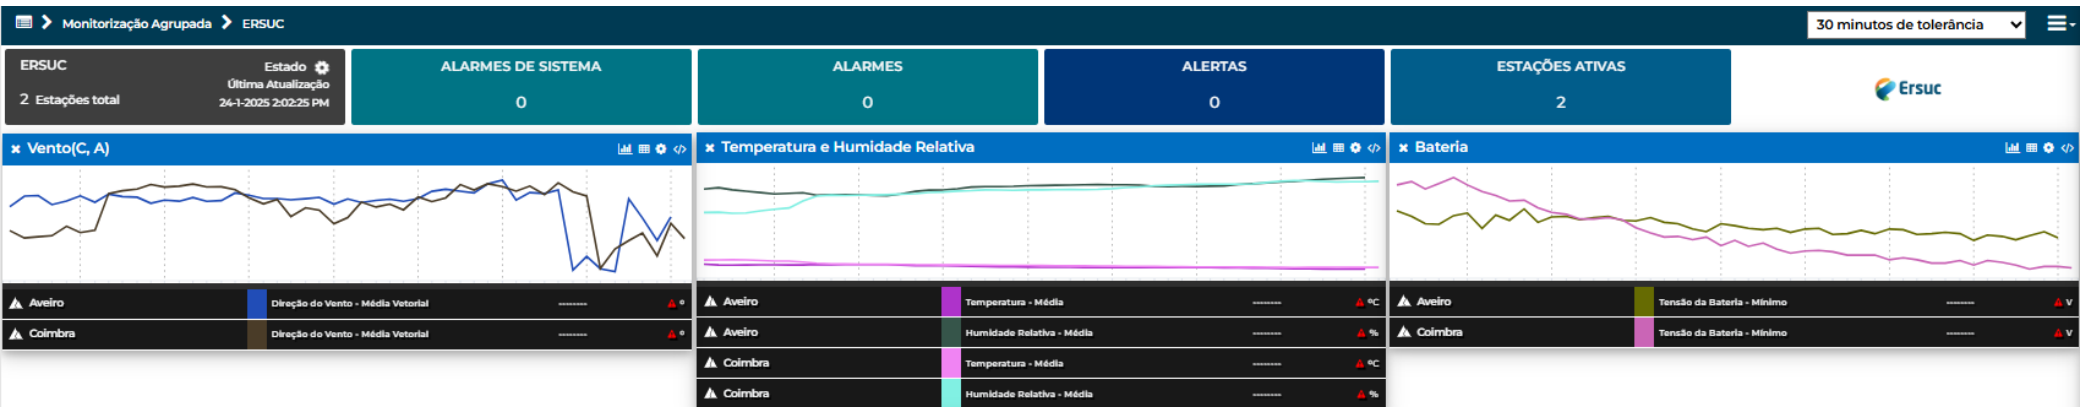 Monitorização Agrupada ERSUC
30 minutos de tolerância
ERSUC
Estado
Última Atualização
2 Estações total
24-1-2025 2:02:25 PM
ALARMES DE SISTEMA
0
ALARMES
0
ALERTAS
0
ESTAÇÕES ATIVAS
2
Ersuc
Vento(C, A)
Aveiro Direção do Vento - Média Vetorial -------- º
Coimbra Direção do Vento - Média Vetorial -------- º
Temperatura e Humidade Relativa
Aveiro Temperatura - Média -------- ºC
Aveiro Humidade Relativa - Média -------- %
Coimbra Temperatura - Média -------- ºC
Coimbra Humidade Relativa - Média -------- %
Bateria
Aveiro Tensão da Bateria - Mínimo -------- V
Coimbra Tensão da Bateria - Mínimo -------- V